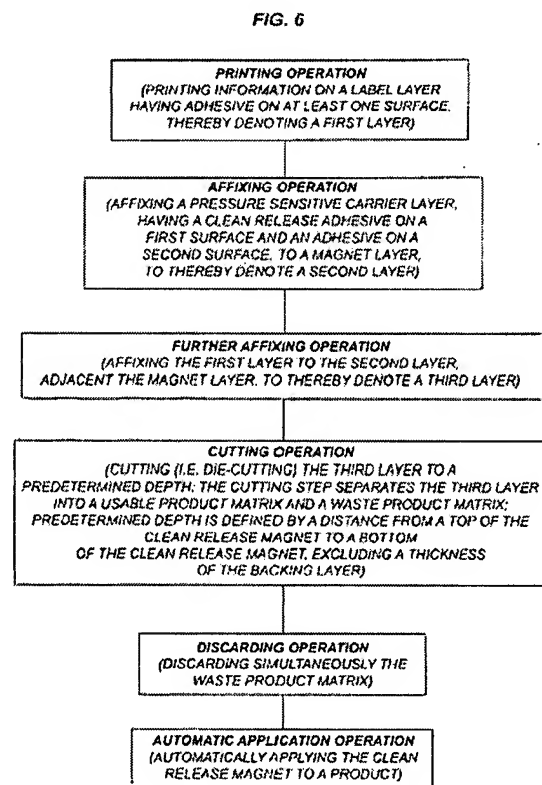 FIG. 6
PRINTING OPERATION
(PRINTING INFORMATION ON A LABEL LAYER
HAVING ADHESIVE ON AT LEAST ONE SURFACE,
THEREBY DENOTING A FIRST LAYER)
AFFIXING OPERATION
(AFFIXING A PRESSURE SENSITIVE CARRIER LAYER,
HAVING A CLEAN RELEASE ADHESIVE ON A
FIRST SURFACE AND AN ADHESIVE ON A
SECOND SURFACE, TO A MAGNET LAYER,
TO THEREBY DENOTE A SECOND LAYER)
FURTHER AFFIXING OPERATION
(AFFIXING THE FIRST LAYER TO THE SECOND LAYER,
ADJACENT THE MAGNET LAYER, TO THEREBY DENOTE A THIRD LAYER)
CUTTING OPERATION
(CUTTING (I.E. DIE-CUTTING) THE THIRD LAYER TO A
PREDETERMINED DEPTH; THE CUTTING STEP SEPARATES THE THIRD LAYER
INTO A USABLE PRODUCT MATRIX AND A WASTE PRODUCT MATRIX;
PREDETERMINED DEPTH IS DEFINED BY A DISTANCE FROM A TOP OF THE
CLEAN RELEASE MAGNET TO A BOTTOM
OF THE CLEAN RELEASE MAGNET, EXCLUDING A THICKNESS
OF THE BACKING LAYER)
DISCARDING OPERATION
(DISCARDING SIMULTANEOUSLY THE
WASTE PRODUCT MATRIX)
AUTOMATIC APPLICATION OPERATION
(AUTOMATICALLY APPLYING THE CLEAN
RELEASE MAGNET TO A PRODUCT)